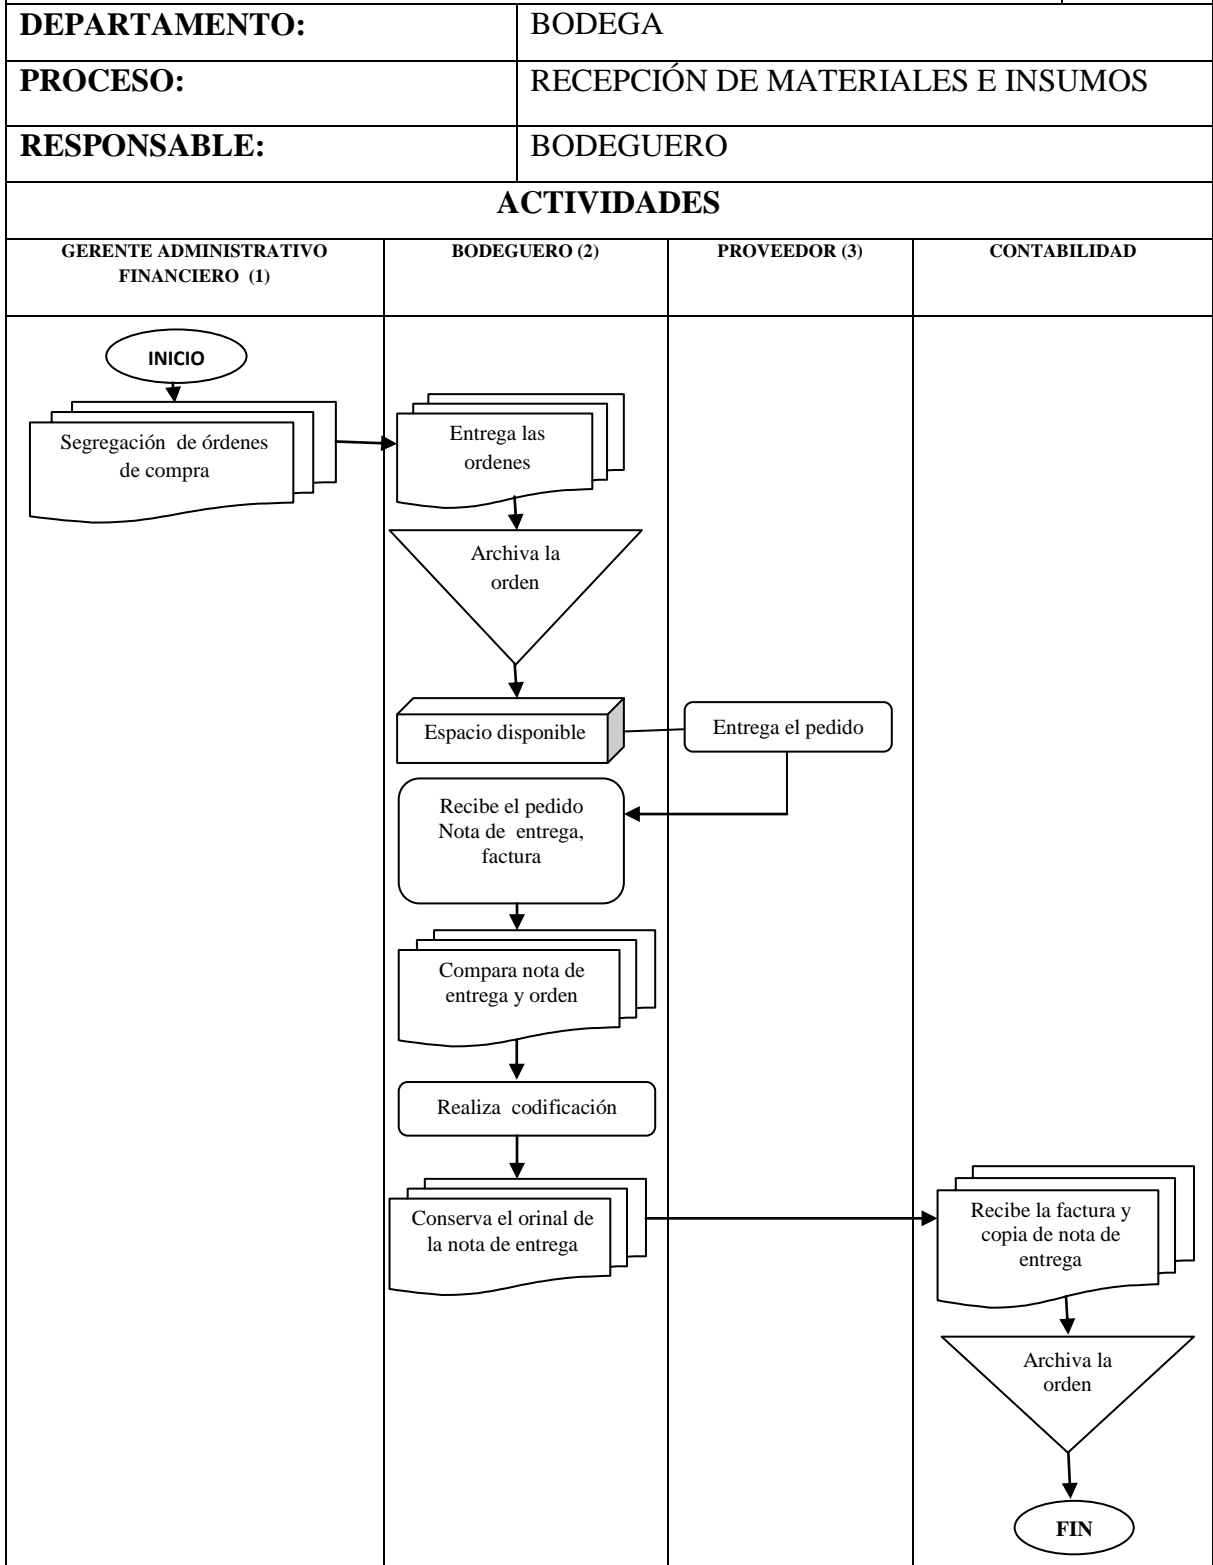 DEPARTAMENTO:
BODEGA
PROCESO:
RECEPCIÓN DE MATERIALES E INSUMOS
RESPONSABLE:
BODEGUERO
ACTIVIDADES
GERENTE ADMINISTRATIVO
FINANCIERO (1)
BODEGUERO (2)
PROVEEDOR (3)
CONTABILIDAD
INICIO
Segregación de órdenes
de compra
Entrega las
ordenes
Archiva la
orden
Espacio disponible
Entrega el pedido
Recibe el pedido
Nota de entrega,
factura
Compara nota de
entrega y orden
Realiza codificación
Conserva el orinal de
la nota de entrega
Recibe la factura y
copia de nota de
entrega
Archiva la
orden
FIN